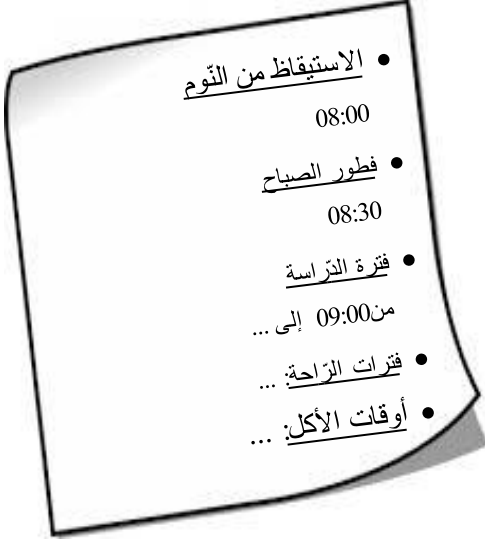 • الاستيقاظ من النّوم
08:00
• فطور الصباح
08:30
• فترة الدّراسة
من09:00 إلى ...
• فترات الرّاحة: ...
• أوقات الأكل: ...